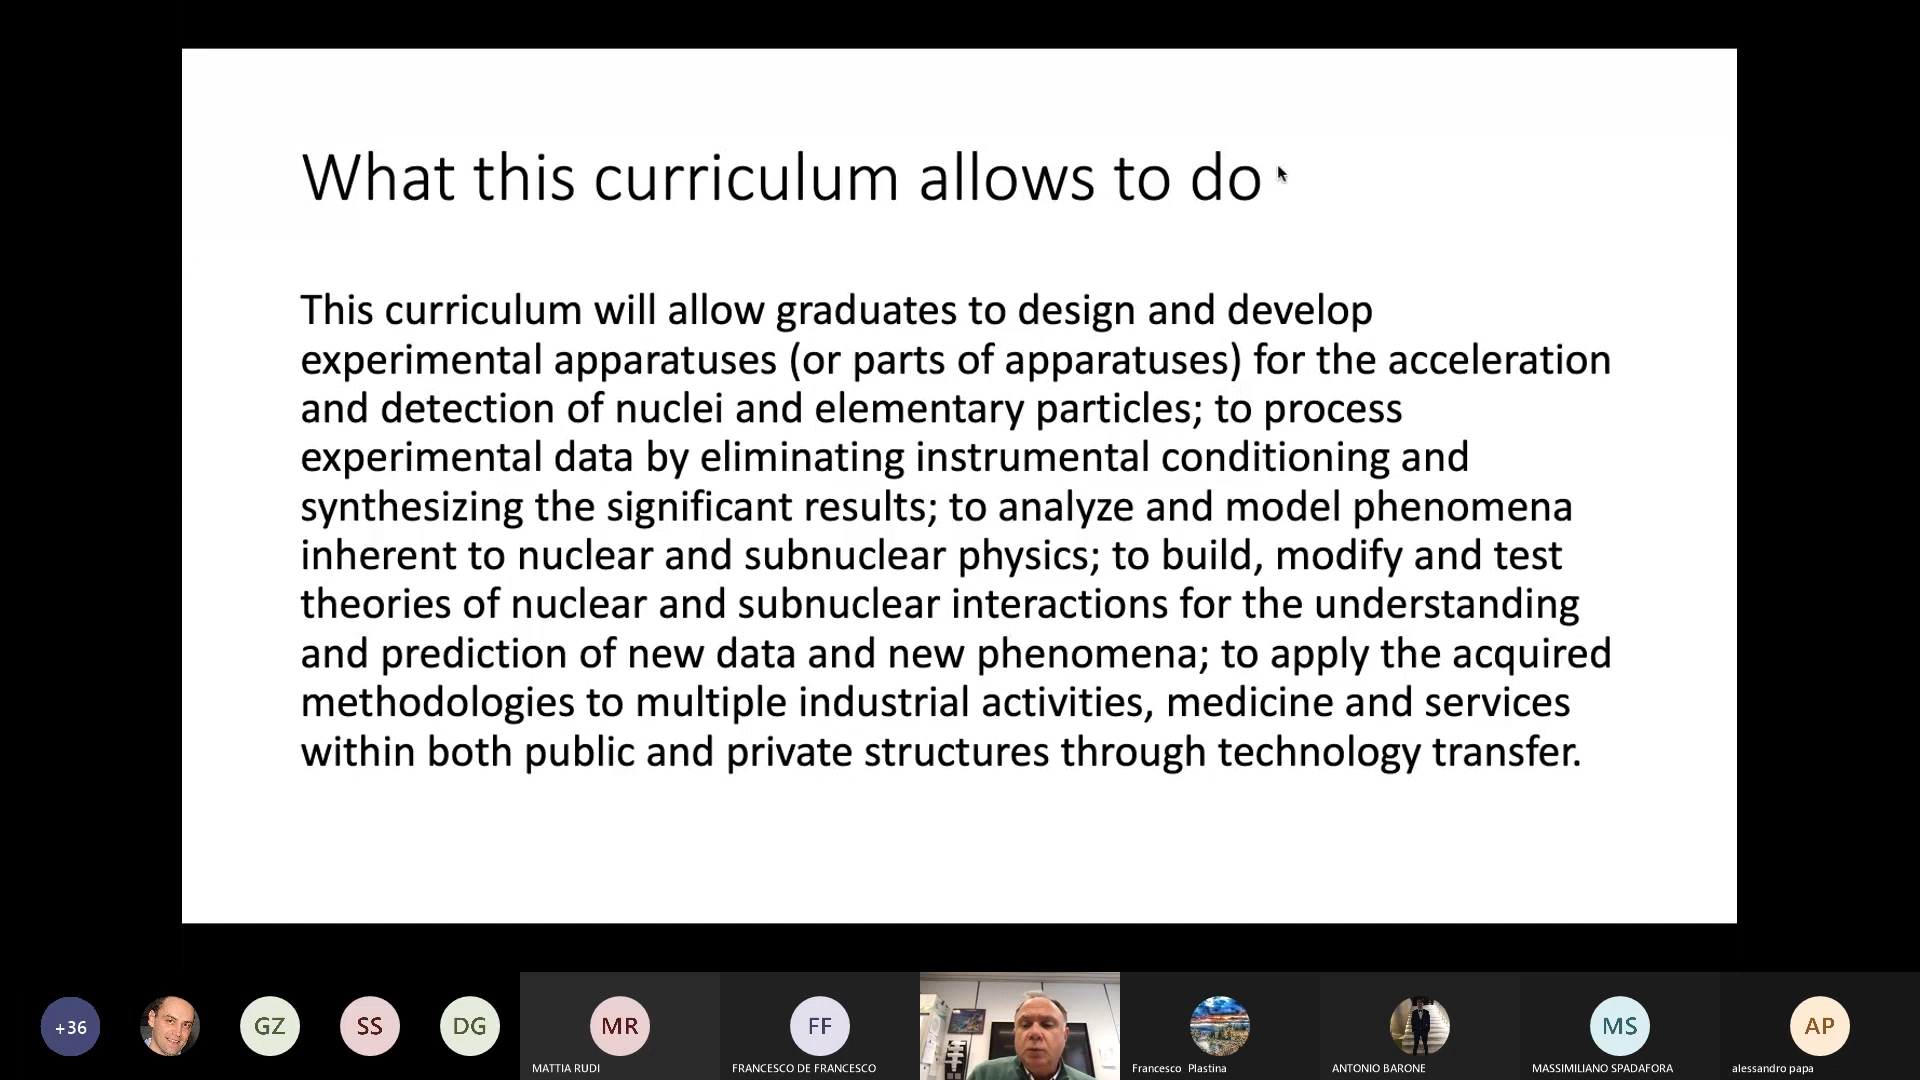 What this curriculum allows to do
This curriculum will allow graduates to design and develop
experimental apparatuses (or parts of apparatuses) for the acceleration
and detection of nuclei and elementary particles; to process
experimental data by eliminating instrumental conditioning and
synthesizing the significant results; to analyze and model phenomena
inherent to nuclear and subnuclear physics; to build, modify and test
theories of nuclear and subnuclear interactions for the understanding
and prediction of new data and new phenomena; to apply the acquired
methodologies to multiple industrial activities, medicine and services
within both public and private structures through technology transfer.
+36
GZ
SS
DG
MR
FF
MS
AP
MATTIA RUDI
FRANCESCO DE FRANCESCO
Francesco Plastina
ANTONIO BARONE
MASSIMILIANO SPADAFORA
alessandro papa